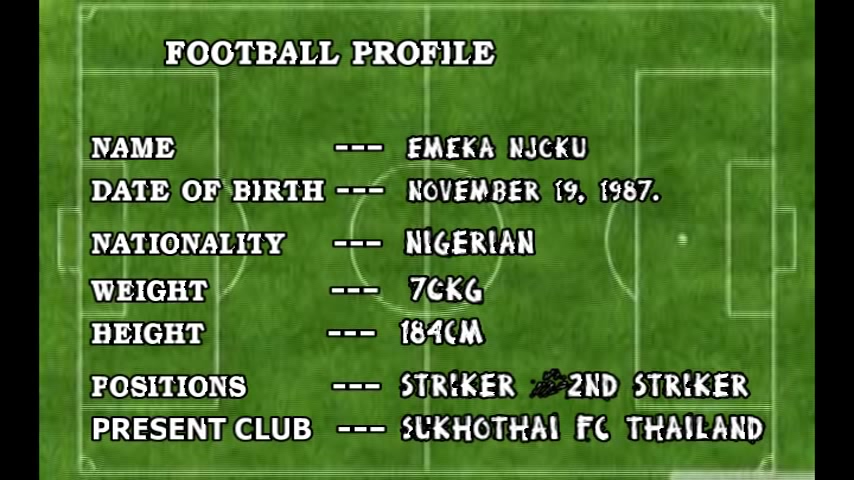 FOOTBALL PROFILE
NAME --- EMEKA NJOKU
DATE OF BIRTH --- NOVEMBER 19, 1987.
NATIONALITY --- NIGERIAN
WEIGHT --- 70KG
HEIGHT --- 184CM
POSITIONS --- STRIKER 2ND STRIKER
PRESENT CLUB --- SUKHOTHAI FC THAILAND